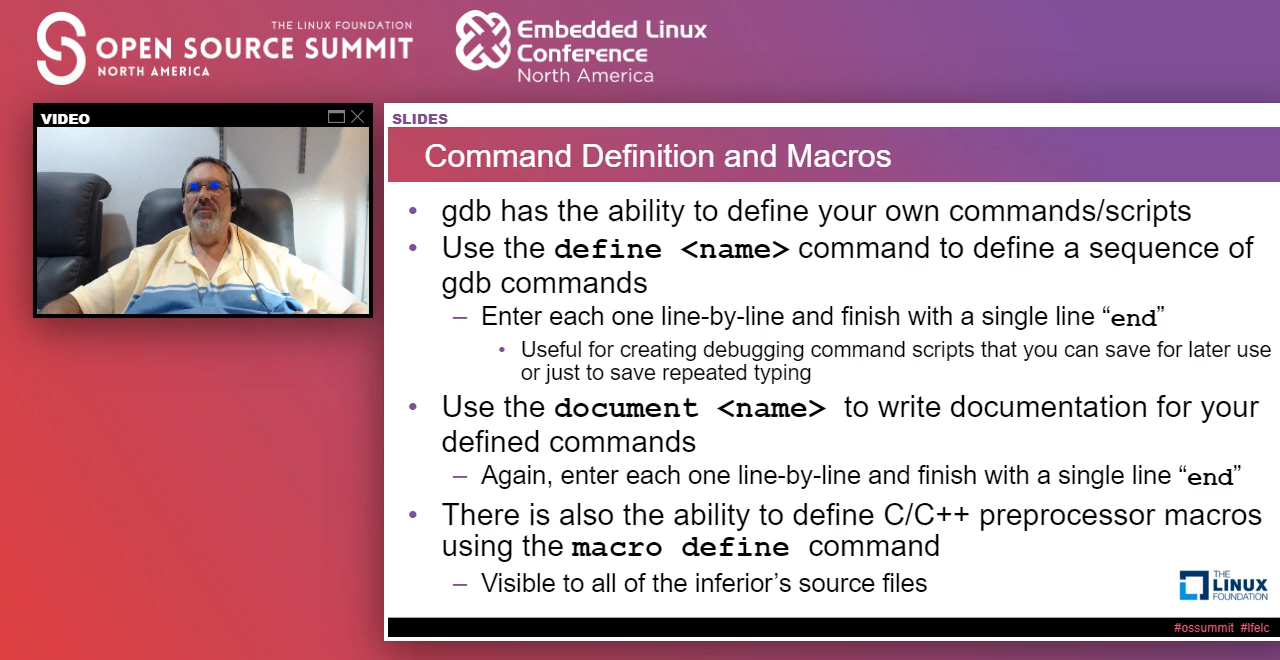 THE LINUX FOUNDATION
OPEN SOURCE SUMMIT
NORTH AMERICA
Embedded Linux
Conference
North America
VIDEO
SLIDES
Command Definition and Macros
• gdb has the ability to define your own commands/scripts
• Use the define <name> command to define a sequence of
gdb commands
– Enter each one line-by-line and finish with a single line “end”
• Useful for creating debugging command scripts that you can save for later use
or just to save repeated typing
• Use the document <name> to write documentation for your
defined commands
– Again, enter each one line-by-line and finish with a single line “end”
• There is also the ability to define C/C++ preprocessor macros
using the macro define command
– Visible to all of the inferior’s source files
THE
LINUX
FOUNDATION
#ossummit #lfelc